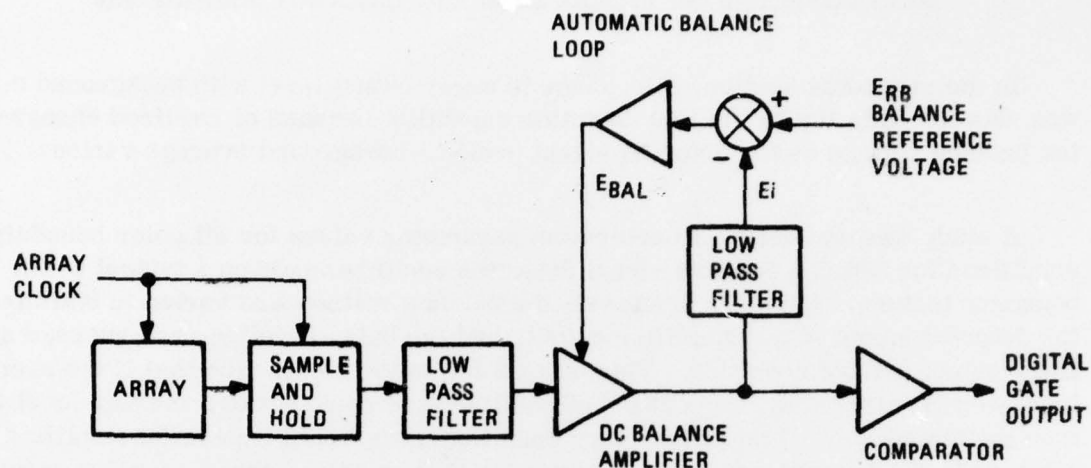 AUTOMATIC BALANCE
LOOP
+
E_RB
BALANCE
REFERENCE
VOLTAGE
−
E_BAL
Ei
LOW
PASS
FILTER
ARRAY
CLOCK
ARRAY
SAMPLE
AND
HOLD
LOW
PASS
FILTER
DC BALANCE
AMPLIFIER
COMPARATOR
DIGITAL
GATE
OUTPUT